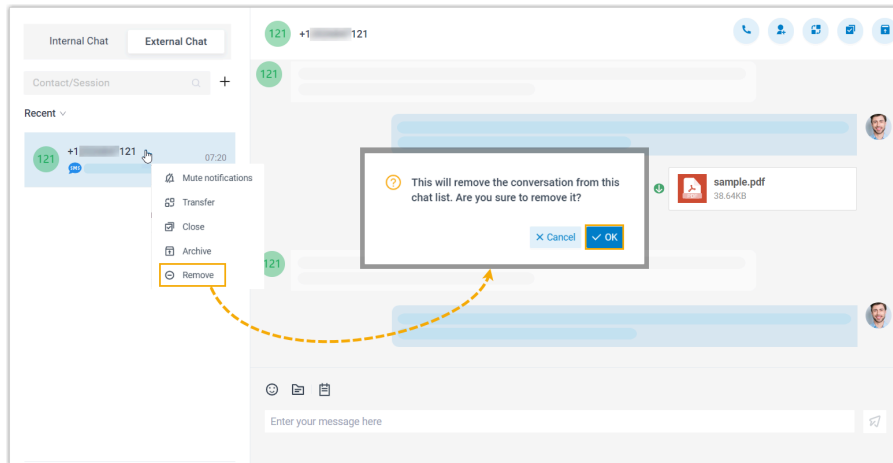 Internal Chat
External Chat
Contact/Session
Recent
121
+1 121
07:20
SMS
Mute notifications
Transfer
Close
Archive
Remove
121
+1 121
121
This will remove the conversation from this
chat list. Are you sure to remove it?
Cancel
OK
sample.pdf
38.64KB
121
Enter your message here